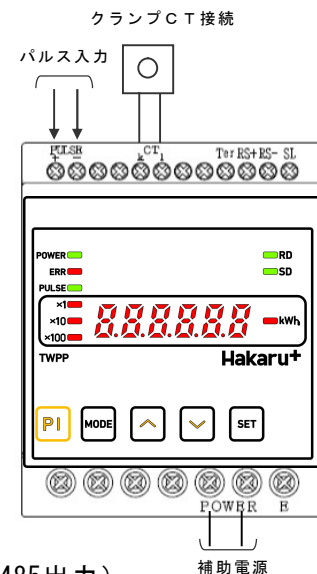 クランプCT接続
パルス入力
PULSE CT Ter RS+ RS- SL
+ - k l
POWER RD
ERR SD
PULSE
×1
×10 8.8.8.8.8.8 kWh
×100
TWPP Hakaru+
PI MODE SET
POWER E
補助電源
485出力)